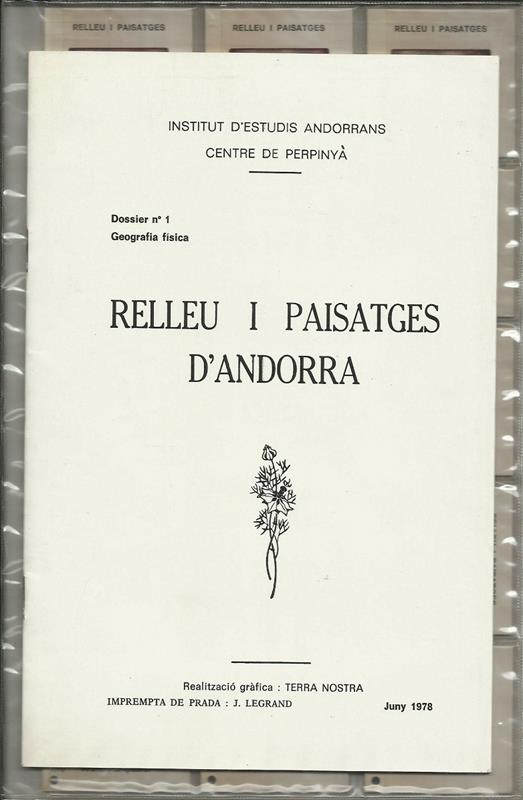 RELLEU I PAISATGES
RELLEU I PAISATGES
RELLEU I PAISATGES
INSTITUT D'ESTUDIS ANDORRANS
CENTRE DE PERPINYÀ
Dossier nº 1
Geografia física
RELLEU I PAISATGES
D'ANDORRA
Realització gràfica : TERRA NOSTRA
IMPREMPTA DE PRADA : J. LEGRAND
Juny 1978